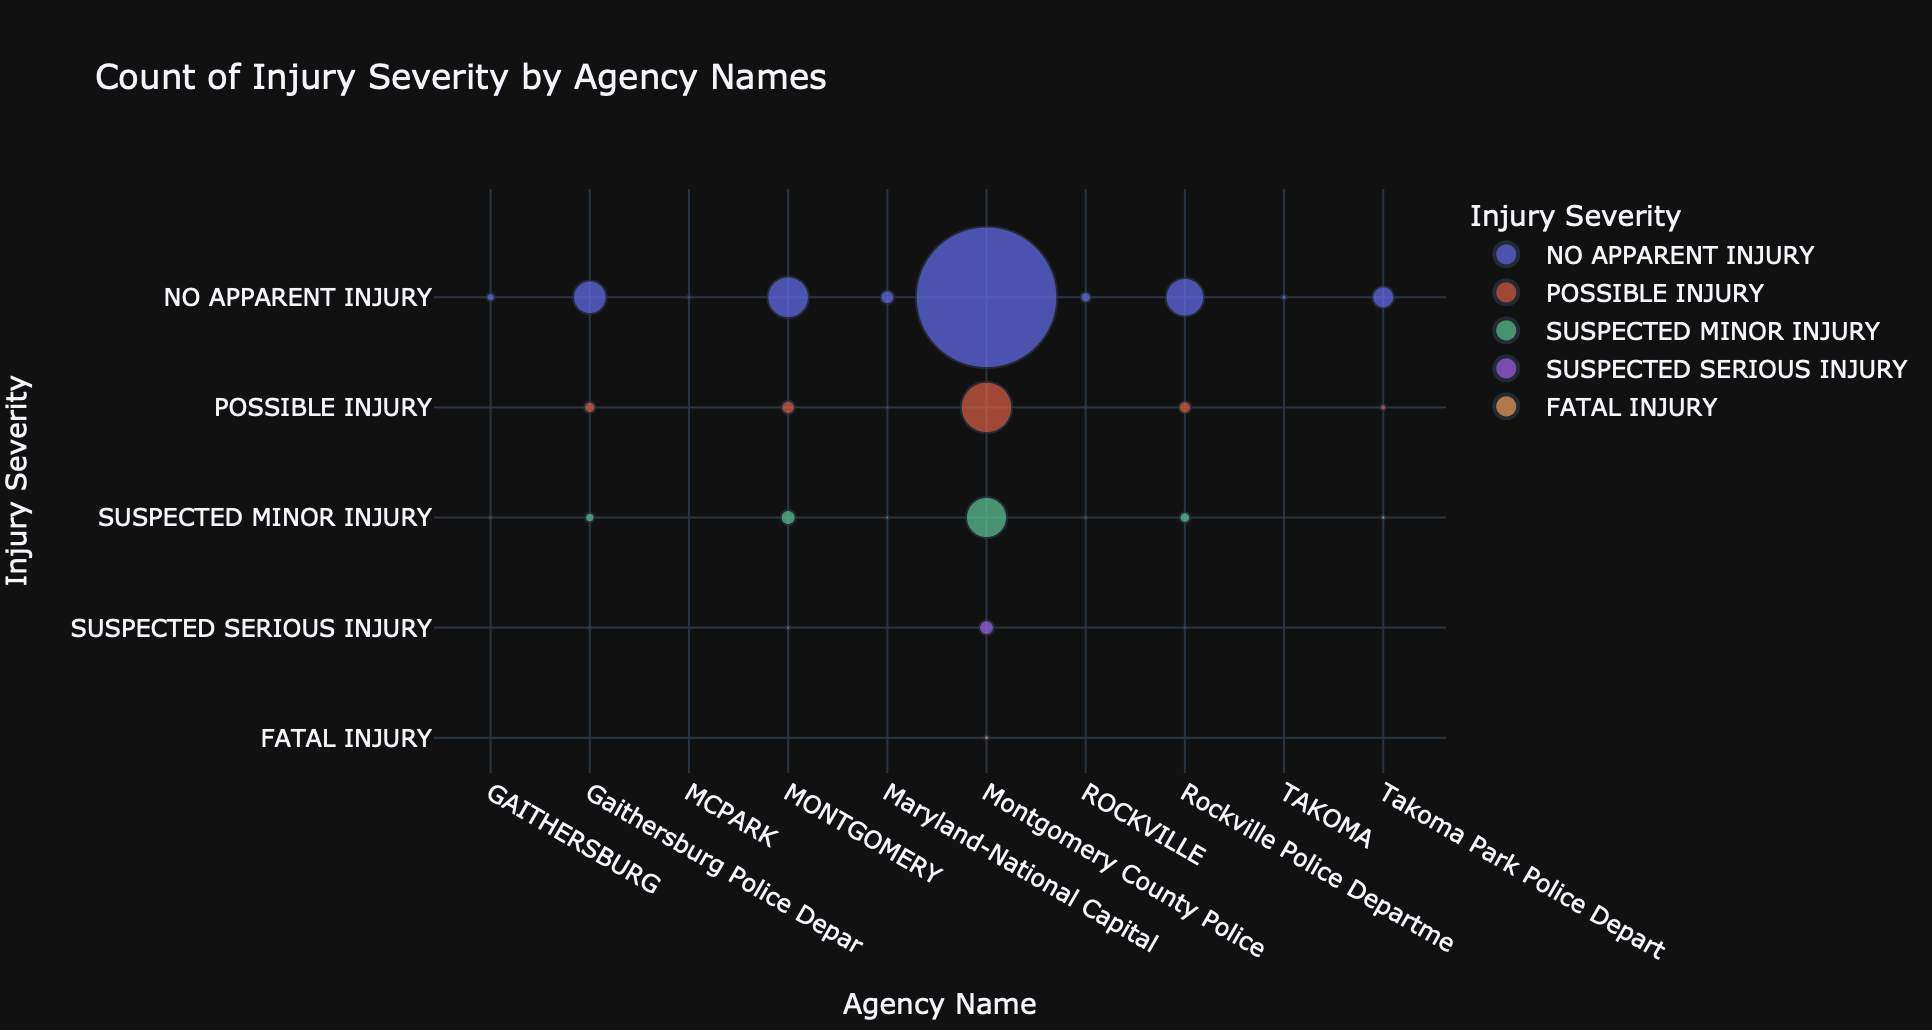 Count of Injury Severity by Agency Names
Injury Severity
NO APPARENT INJURY
POSSIBLE INJURY
SUSPECTED MINOR INJURY
SUSPECTED SERIOUS INJURY
FATAL INJURY
GAITHERSBURG
Gaithersburg Police Depar
MCPARK
MONTGOMERY
Maryland-National Capital
Montgomery County Police
ROCKVILLE
Rockville Police Departme
TAKOMA
Takoma Park Police Depart
Agency Name
Injury Severity
NO APPARENT INJURY
POSSIBLE INJURY
SUSPECTED MINOR INJURY
SUSPECTED SERIOUS INJURY
FATAL INJURY